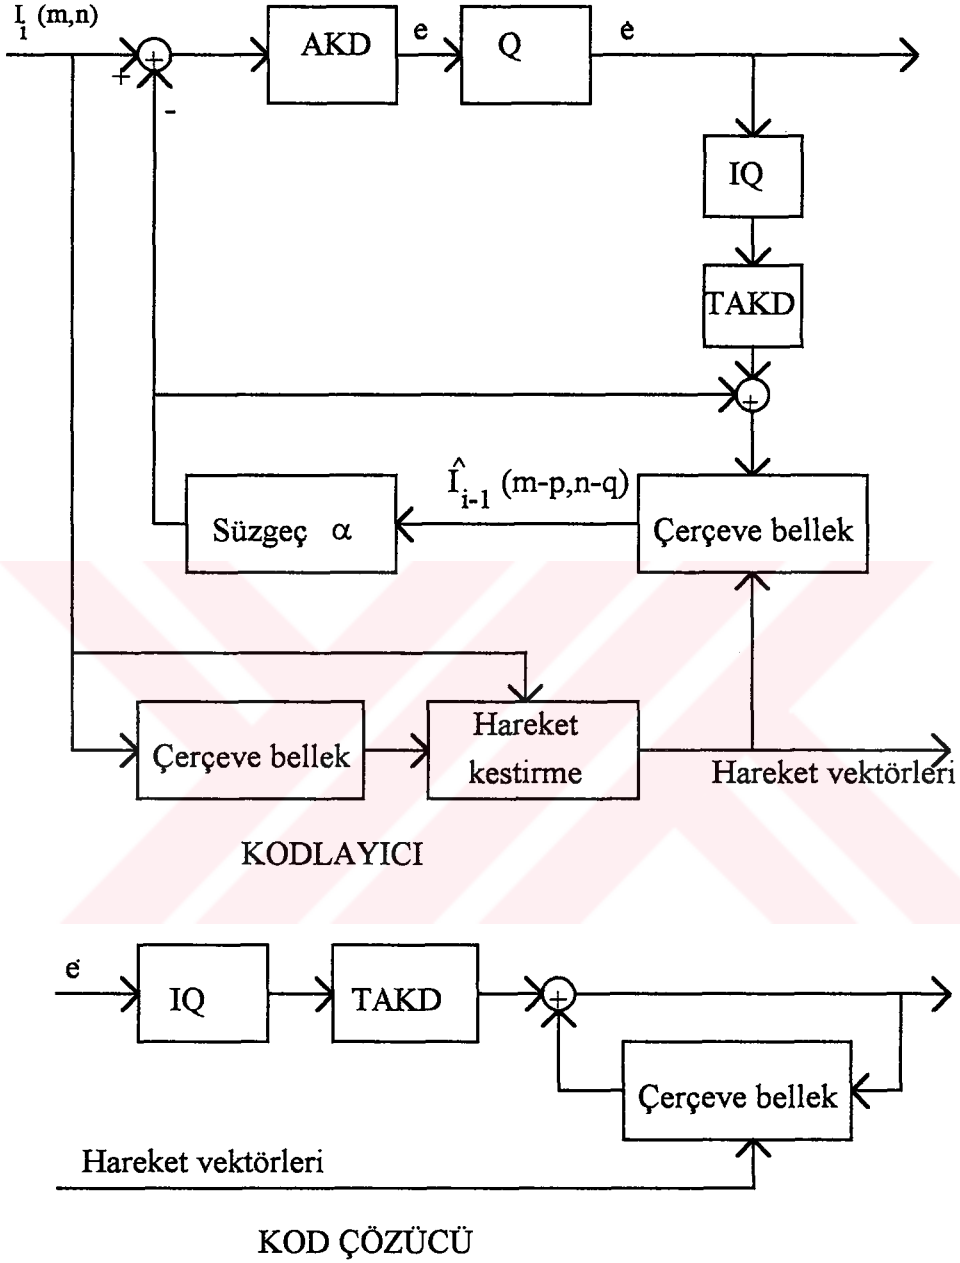 I_i (m,n)
+
+
-
AKD
e
Q
ė
IQ
TAKD
+
Î_i-1 (m-p,n-q)
Süzgeç α
Çerçeve bellek
Çerçeve bellek
Hareket
kestirme
Hareket vektörleri
KODLAYICI
ė
IQ
TAKD
+
Çerçeve bellek
Hareket vektörleri
KOD ÇÖZÜCÜ